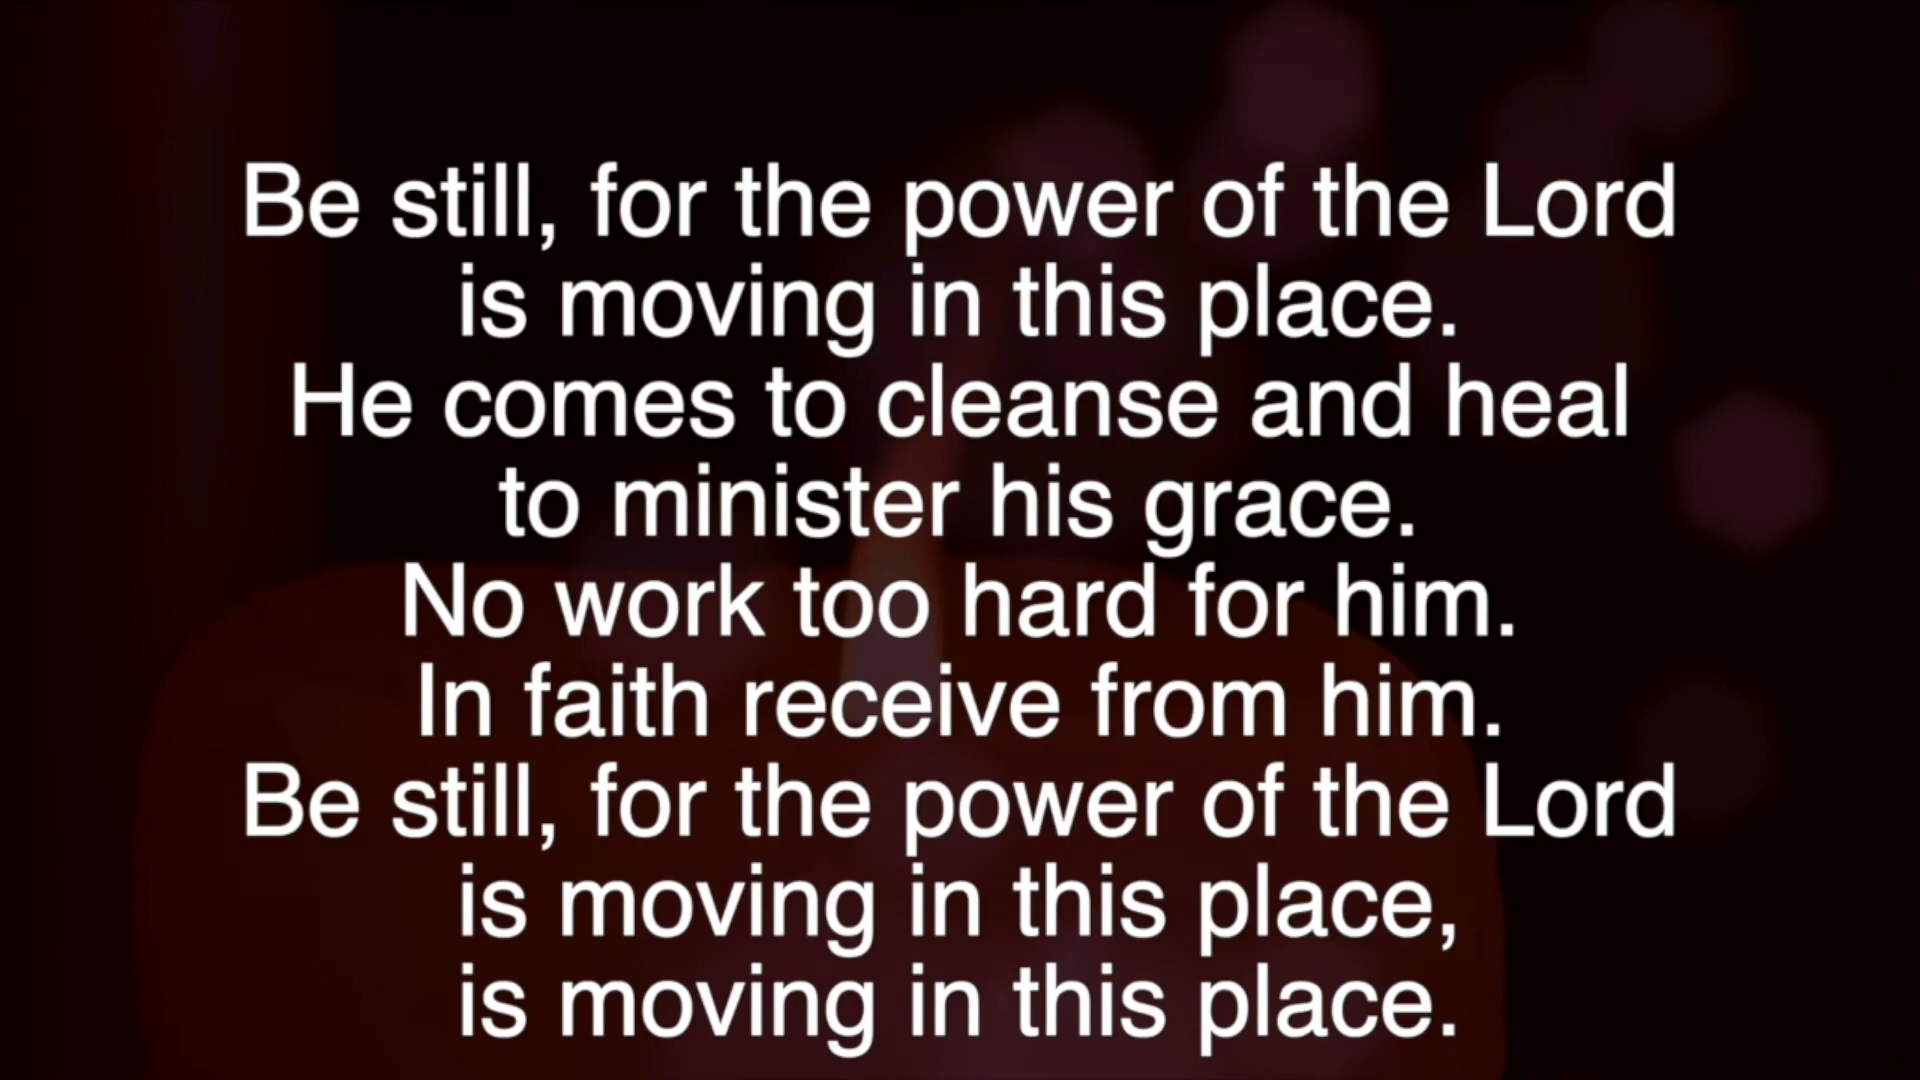 Be still, for the power of the Lord
is moving in this place.
He comes to cleanse and heal
to minister his grace.
No work too hard for him.
In faith receive from him.
Be still, for the power of the Lord
is moving in this place,
is moving in this place.